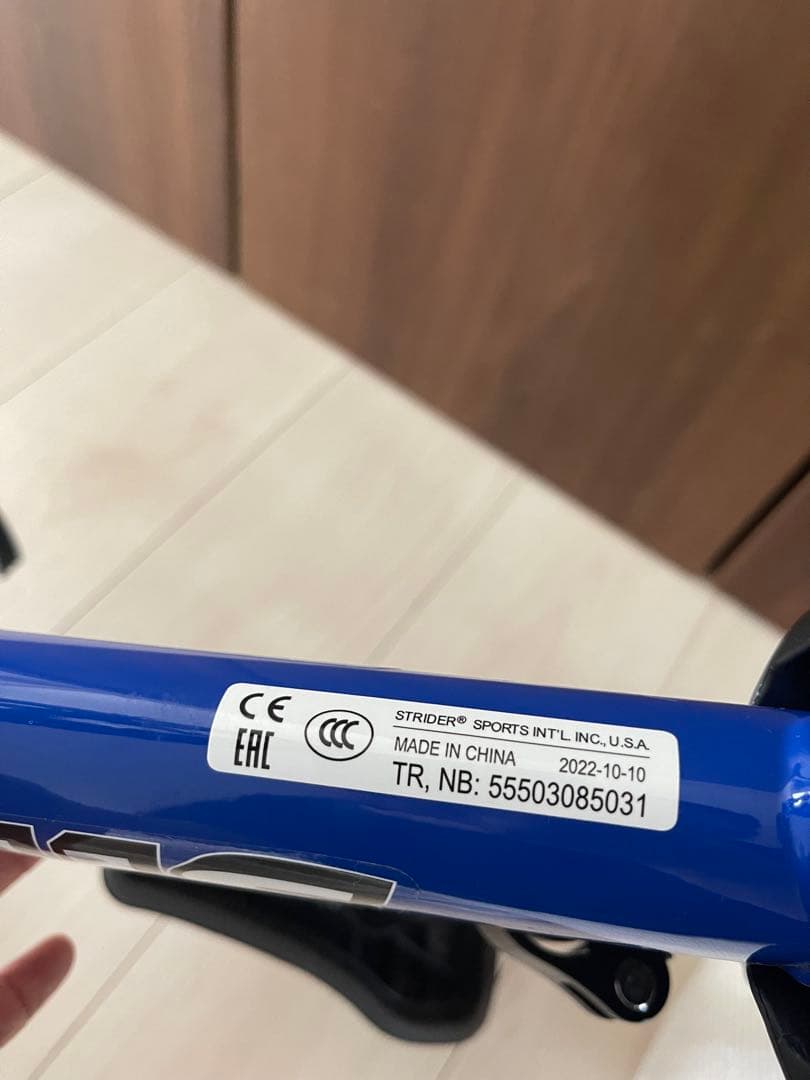 CE
EAC
CCC
STRIDER® SPORTS INT'L. INC., U.S.A.
MADE IN CHINA 2022-10-10
TR, NB: 55503085031